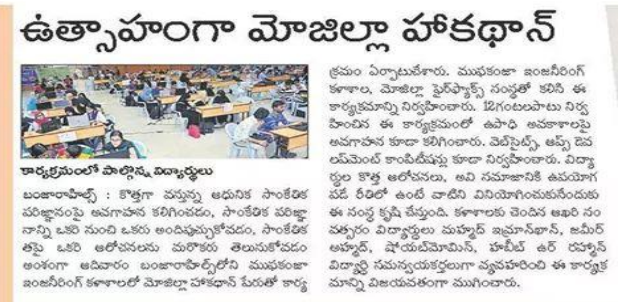 ఉత్సాహంగా మోజిల్లా హాకథాన్
కార్యక్రమంలో పాల్గొన్న విద్యార్థులు
బంజారాహిల్స్ : కొత్తగా వస్తున్న ఆధునిక సాంకేతిక
పరిజ్ఞానంపై అవగాహన కలిగించడం, సాంకేతిక పరిజ్ఞా
నాన్ని ఒకరి నుంచి ఒకరు అందిపుచ్చుకోవడం, సాంకేతిక
తపై ఒకరి ఆలోచనలను మరొకరు తెలుసుకోవడం
అంశంగా ఆదివారం బంజారాహిల్స్‌లోని ముఫకంజా
ఇంజనీరింగ్ కళాశాలలో మోజిల్లా హాకథాన్ పేరుతో కార్య
క్రమం ఏర్పాటుచేశారు. ముఫకంజా ఇంజనీరింగ్
కళాశాల, మోజిల్లా ఫైర్‌ఫ్యాక్స్ సంస్థతో కలిసి ఈ
కార్యక్రమాన్ని నిర్వహించారు. 12గంటలపాటు నిర్వ
హించిన ఈ కార్యక్రమంలో ఉపాధి అవకాశాలపై
అవగాహన కూడా కలిగించారు. వెబ్‌సైట్స్, ఆప్స్ డెవ
లప్‌మెంట్ కాంపిటీషన్లు కూడా నిర్వహించారు. విద్యా
ర్థుల కొత్త ఆలోచనలు, అవి సమాజానికి ఉపయోగ
పడే రీతిలో ఉంటే వాటిని వినియోగించుకునేందుకు
ఈ సంస్థ కృషి చేస్తుంది. కళాశాలకు చెందిన ఆఖరి సం
వత్సరం విద్యార్థులు మహ్మద్ ఇమ్రాన్‌ఖాన్, జమీర్
అహ్మద్, షోయబ్‌మోమిన్, హబీబ్ ఉర్ రహ్మాన్
విద్యార్థి సమన్వయకర్తలుగా వ్యవహరించి ఈ కార్యక్ర
మాన్ని విజయవంతంగా ముగించారు.